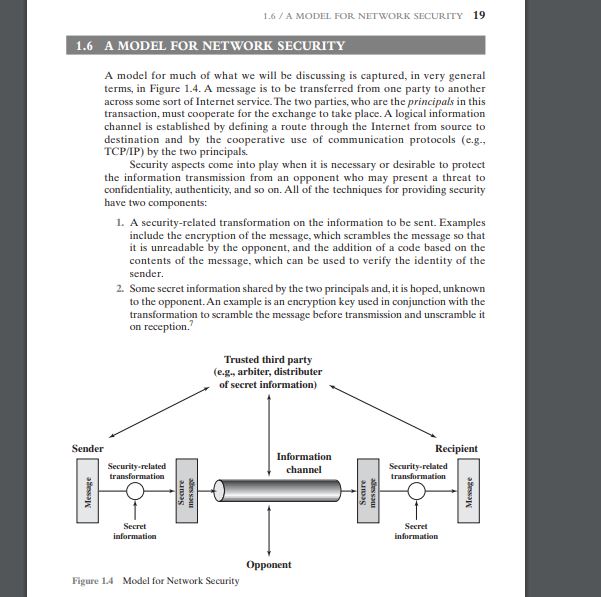 1.6 / A MODEL FOR NETWORK SECURITY 19
1.6 A MODEL FOR NETWORK SECURITY
A model for much of what we will be discussing is captured, in very general
terms, in Figure 1.4. A message is to be transferred from one party to another
across some sort of Internet service. The two parties, who are the principals in this
transaction, must cooperate for the exchange to take place. A logical information
channel is established by defining a route through the Internet from source to
destination and by the cooperative use of communication protocols (e.g.,
TCP/IP) by the two principals.
Security aspects come into play when it is necessary or desirable to protect
the information transmission from an opponent who may present a threat to
confidentiality, authenticity, and so on. All of the techniques for providing security
have two components:
1. A security-related transformation on the information to be sent. Examples
include the encryption of the message, which scrambles the message so that
it is unreadable by the opponent, and the addition of a code based on the
contents of the message, which can be used to verify the identity of the
sender.
2. Some secret information shared by the two principals and, it is hoped, unknown
to the opponent. An example is an encryption key used in conjunction with the
transformation to scramble the message before transmission and unscramble it
on reception.7
Trusted third party
(e.g., arbiter, distributer
of secret information)
Sender
Recipient
Information
channel
Security-related
transformation
Security-related
transformation
Message
Secure
message
Secure
message
Message
Secret
information
Secret
information
Opponent
Figure 1.4 Model for Network Security